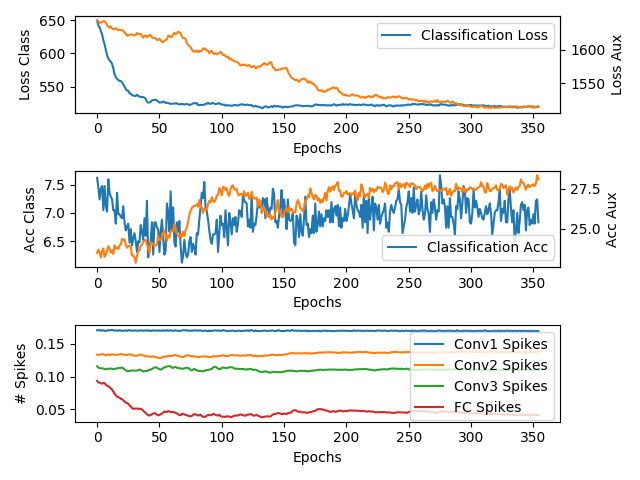 650
600
550
Loss Class
Classification Loss
1600
1550
Loss Aux
0 50 100 150 200 250 300 350
Epochs
7.5
7.0
6.5
Acc Class
Classification Acc
27.5
25.0
Acc Aux
0 50 100 150 200 250 300 350
Epochs
0.15
0.10
0.05
# Spikes
Conv1 Spikes
Conv2 Spikes
Conv3 Spikes
FC Spikes
0 50 100 150 200 250 300 350
Epochs